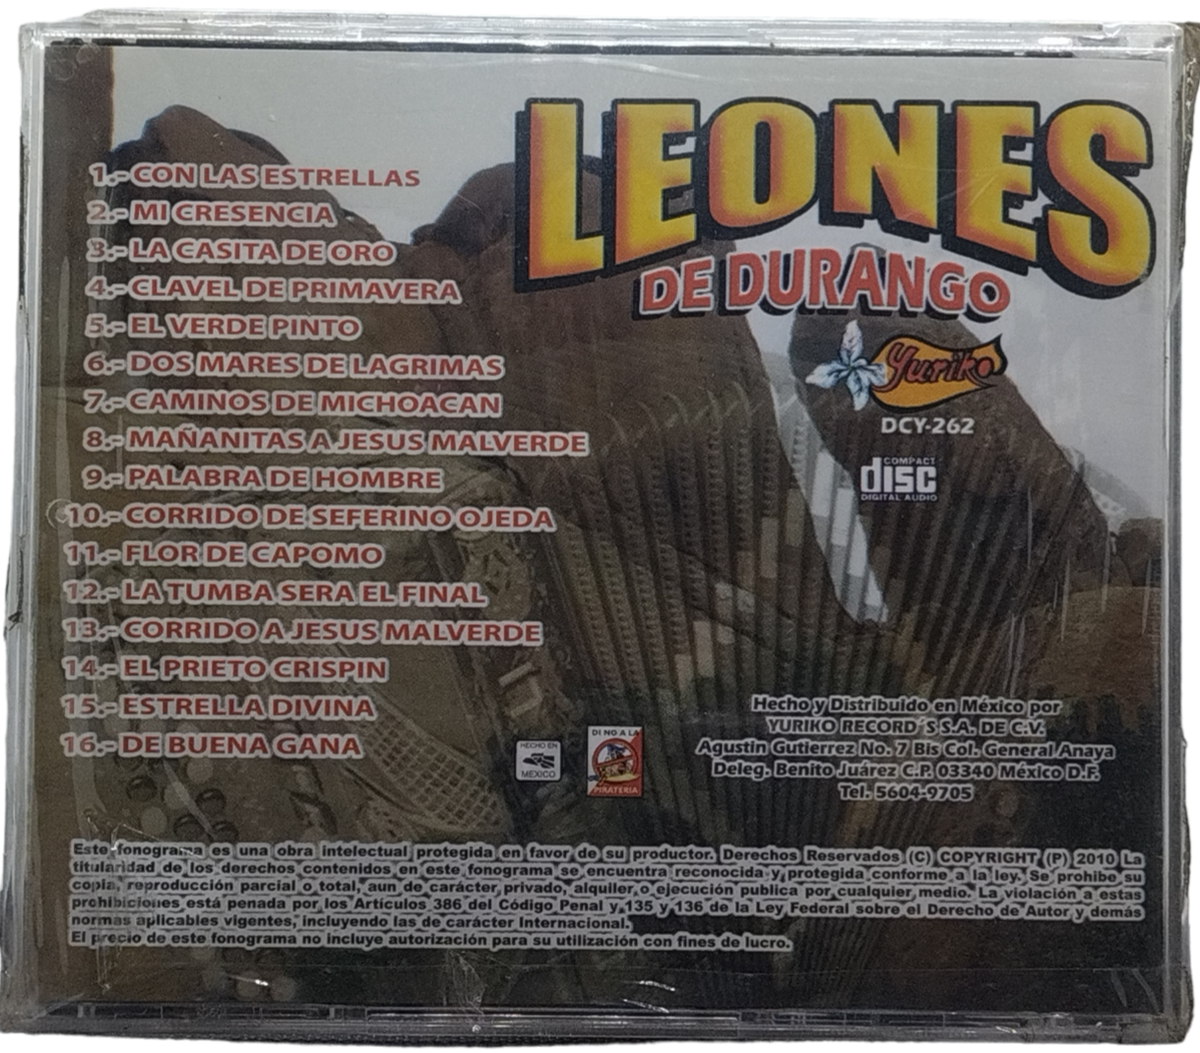 LEONES
DE DURANGO
1.- CON LAS ESTRELLAS
2.- MI CRESENCIA
3.- LA CASITA DE ORO
4.- CLAVEL DE PRIMAVERA
5.- EL VERDE PINTO
6.- DOS MARES DE LAGRIMAS
7.- CAMINOS DE MICHOACAN
8.- MAÑANITAS A JESUS MALVERDE
9.- PALABRA DE HOMBRE
10.- CORRIDO DE SEFERINO OJEDA
11.- FLOR DE CAPOMO
12.- LA TUMBA SERA EL FINAL
13.- CORRIDO A JESUS MALVERDE
14.- EL PRIETO CRISPIN
15.- ESTRELLA DIVINA
16.- DE BUENA GANA
Yuriko
DCY-262
COMPACT
disc
DIGITAL AUDIO
HECHO EN
MEXICO
DI NO A LA
PIRATERIA
Hecho y Distribuido en México por
YURIKO RECORD´S S.A. DE C.V.
Agustin Gutierrez No. 7 Bis Col. General Anaya
Deleg. Benito Juárez C.P. 03340 México D.F.
Tel. 5604-9705
Este fonograma es una obra intelectual protegida en favor de su productor. Derechos Reservados (C) COPYRIGHT (P) 2010 La
titularidad de los derechos contenidos en este fonograma se encuentra reconocida y protegida conforme a la ley. Se prohibe su
copia, reproducción parcial o total, aun de carácter privado, alquiler o ejecución publica por cualquier medio. La violación a estas
prohibiciones está penada por los Artículos 386 del Código Penal y 135 y 136 de la Ley Federal sobre el Derecho de Autor y demás
normas aplicables vigentes, incluyendo las de carácter Internacional.
El precio de este fonograma no incluye autorización para su utilización con fines de lucro.